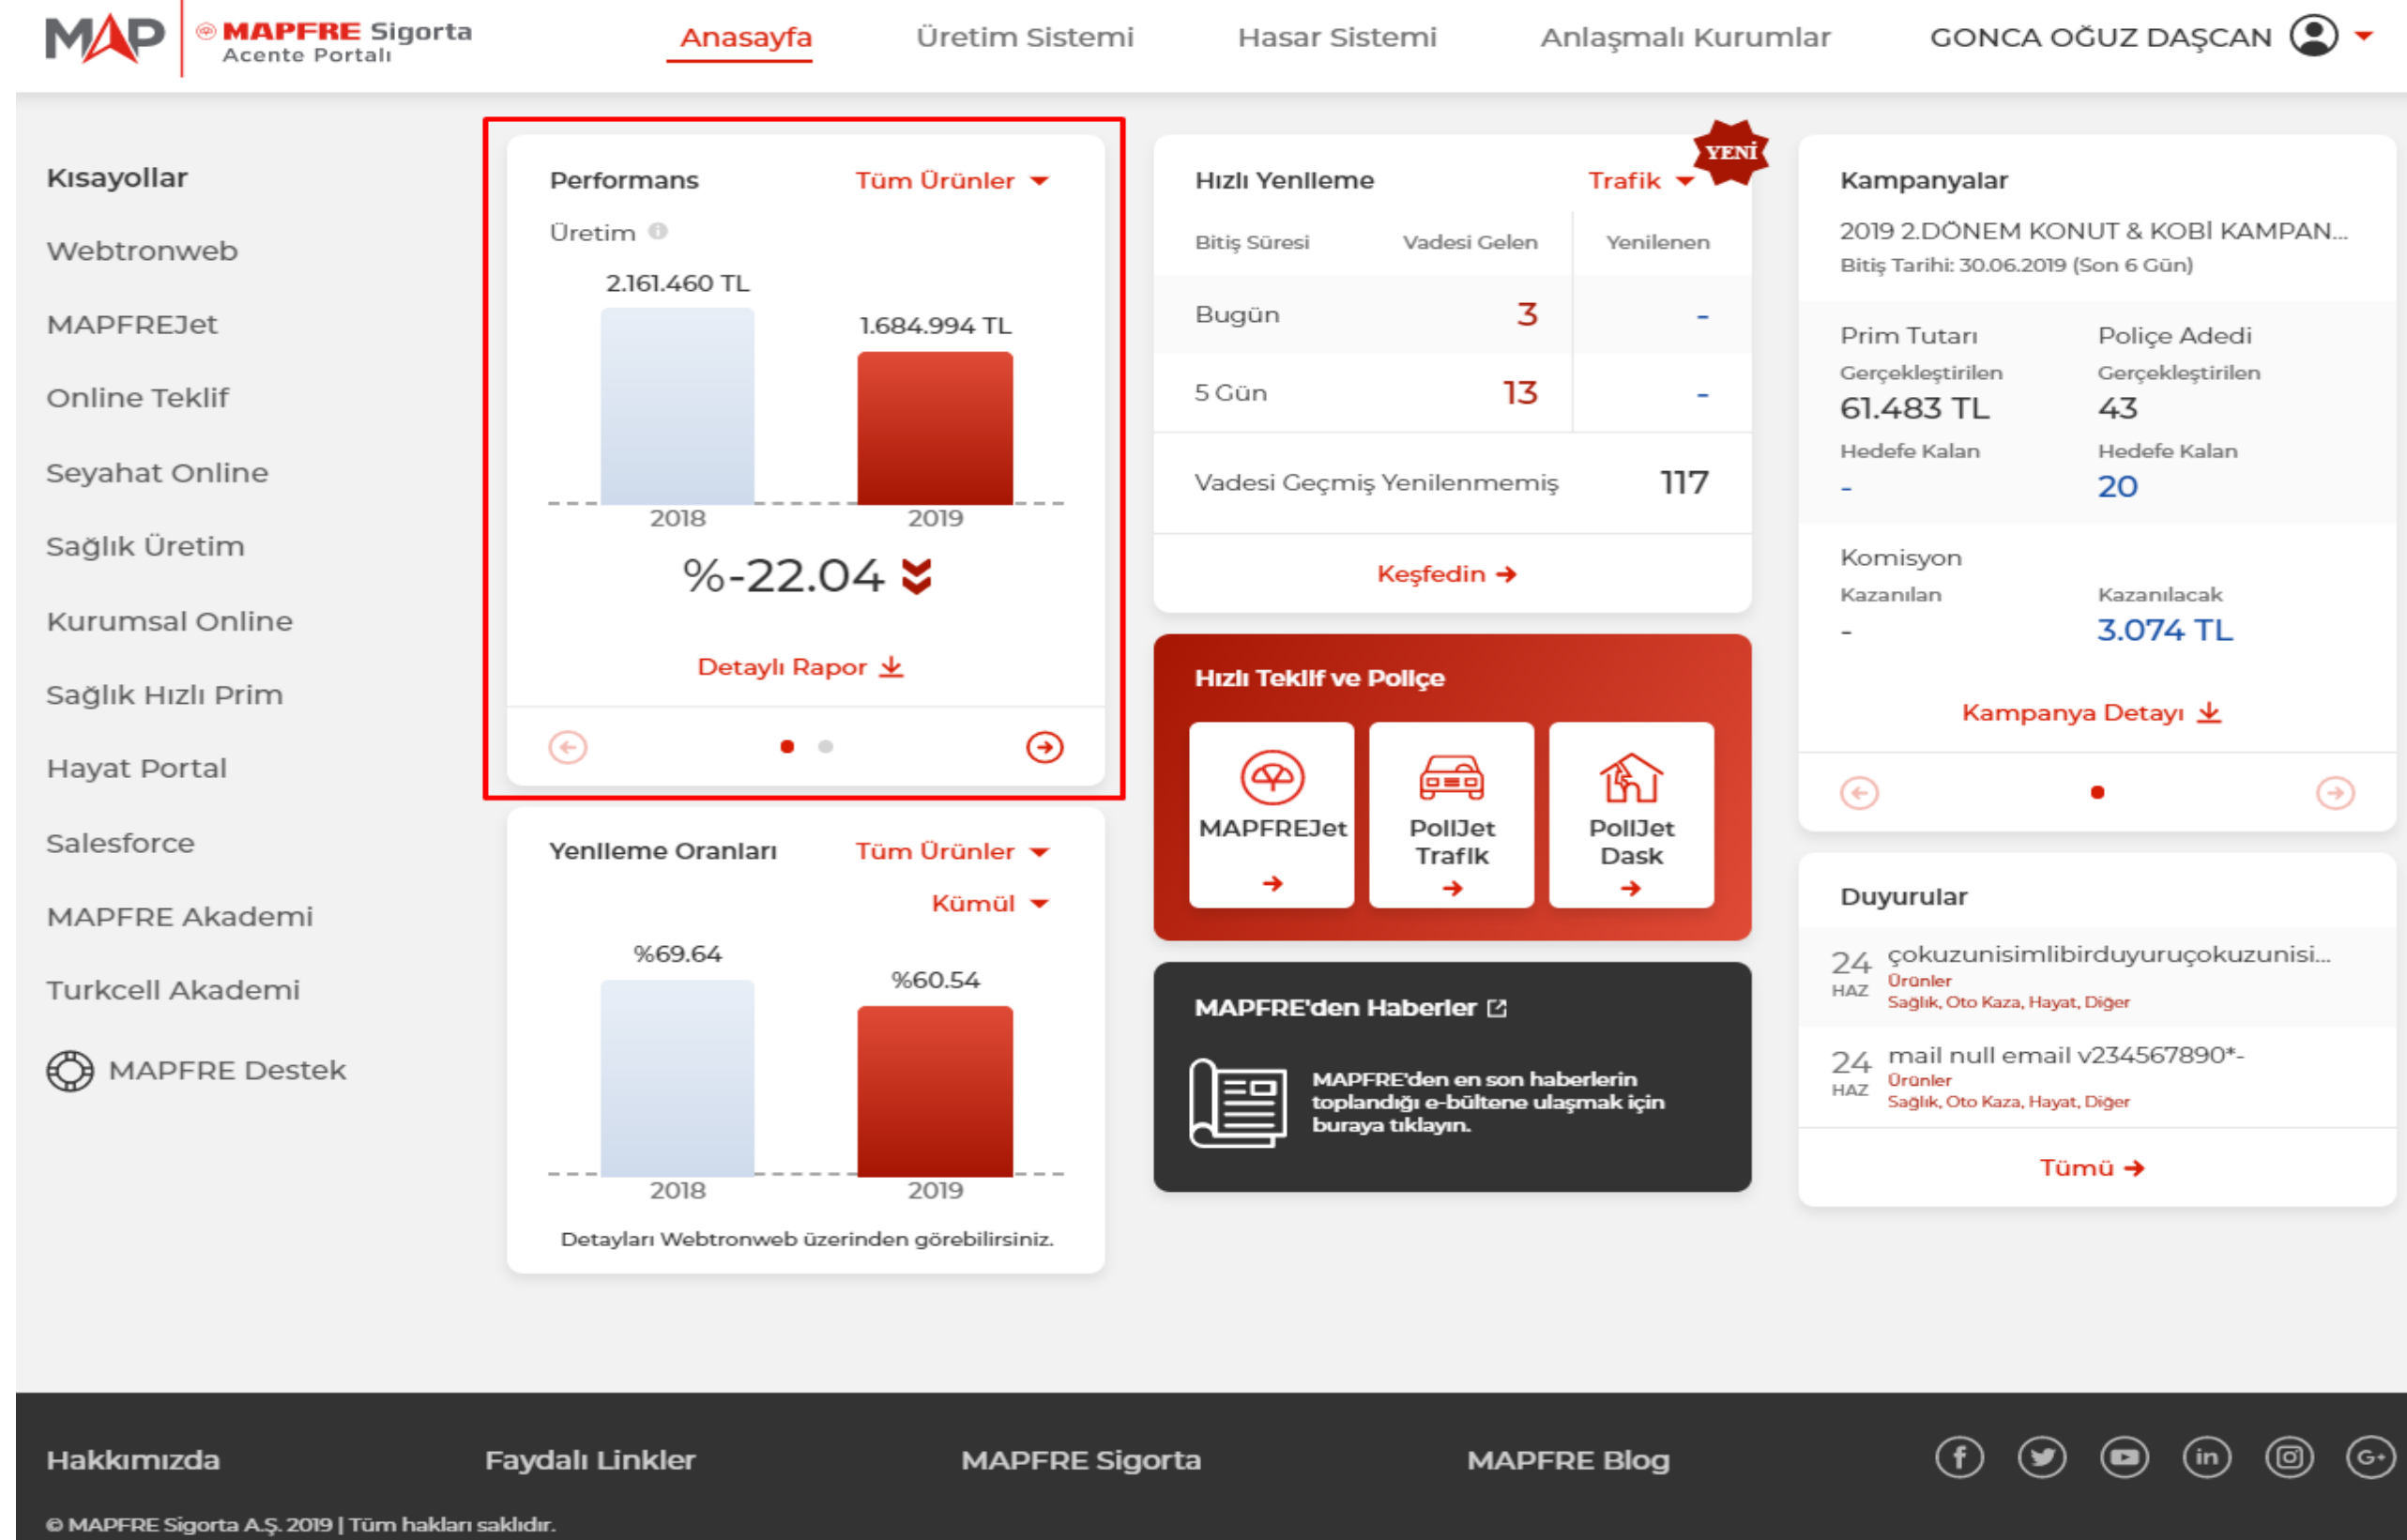 MAP
MAPFRE Sigorta
Acente Portalı
Anasayfa
Üretim Sistemi
Hasar Sistemi
Anlaşmalı Kurumlar
GONCA OĞUZ DAŞCAN
Kısayollar
Webtronweb
MAPFREJet
Online Teklif
Seyahat Online
Sağlık Üretim
Kurumsal Online
Sağlık Hızlı Prim
Hayat Portal
Salesforce
MAPFRE Akademi
Turkcell Akademi
MAPFRE Destek
Performans
Tüm Ürünler
Üretim
2.161.460 TL
1.684.994 TL
2018
2019
%-22.04
Detaylı Rapor
Yenileme Oranları
Tüm Ürünler
Kümül
%69.64
%60.54
2018
2019
Detayları Webtronweb üzerinden görebilirsiniz.
Hızlı Yenileme
Trafik
YENİ
Bitiş Süresi Vadesi Gelen Yenilenen
Bugün 3 -
5 Gün 13 -
Vadesi Geçmiş Yenilenmemiş 117
Keşfedin
Hızlı Teklif ve Poliçe
MAPFREJet
PoliJet
Trafik
PoliJet
Dask
MAPFRE'den Haberler
MAPFRE'den en son haberlerin
toplandığı e-bültene ulaşmak için
buraya tıklayın.
Kampanyalar
2019 2.DÖNEM KONUT & KOBİ KAMPAN...
Bitiş Tarihi: 30.06.2019 (Son 6 Gün)
Prim Tutarı Poliçe Adedi
Gerçekleştirilen Gerçekleştirilen
61.483 TL 43
Hedefe Kalan Hedefe Kalan
- 20
Komisyon
Kazanılan Kazanılacak
- 3.074 TL
Kampanya Detayı
Duyurular
24 çokuzunisimlibirduyuruçokuzunisi...
HAZ Ürünler
Sağlık, Oto Kaza, Hayat, Diğer
24 mail null email v234567890*-
HAZ Ürünler
Sağlık, Oto Kaza, Hayat, Diğer
Tümü
Hakkımızda
Faydalı Linkler
MAPFRE Sigorta
MAPFRE Blog
f
in
G+
© MAPFRE Sigorta A.Ş. 2019 | Tüm hakları saklıdır.